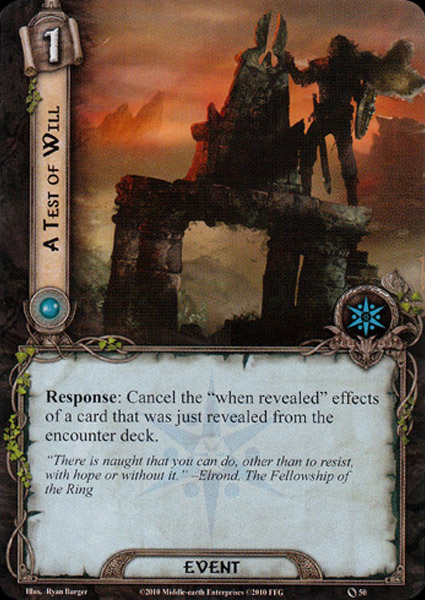 1
A TEST OF WILL
Response: Cancel the “when revealed” effects
of a card that was just revealed from the
encounter deck.
“There is naught that you can do, other than to resist,
with hope or without it.” –Elrond, The Fellowship of
the Ring
EVENT
Illus. Ryan Barger ©2010 Middle-earth Enterprises ©2010 FFG 50